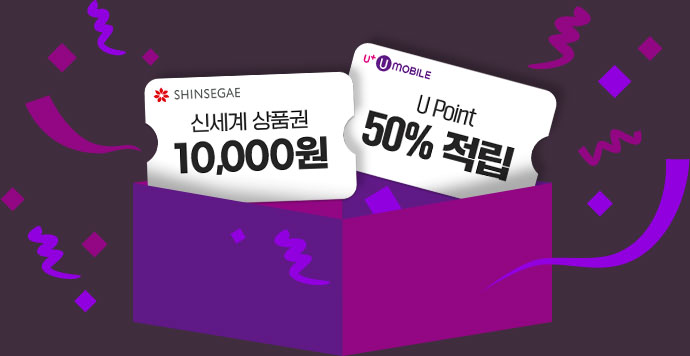 SHINSEGAE
신세계 상품권
10,000원
U+ U MOBILE
U Point
50% 적립